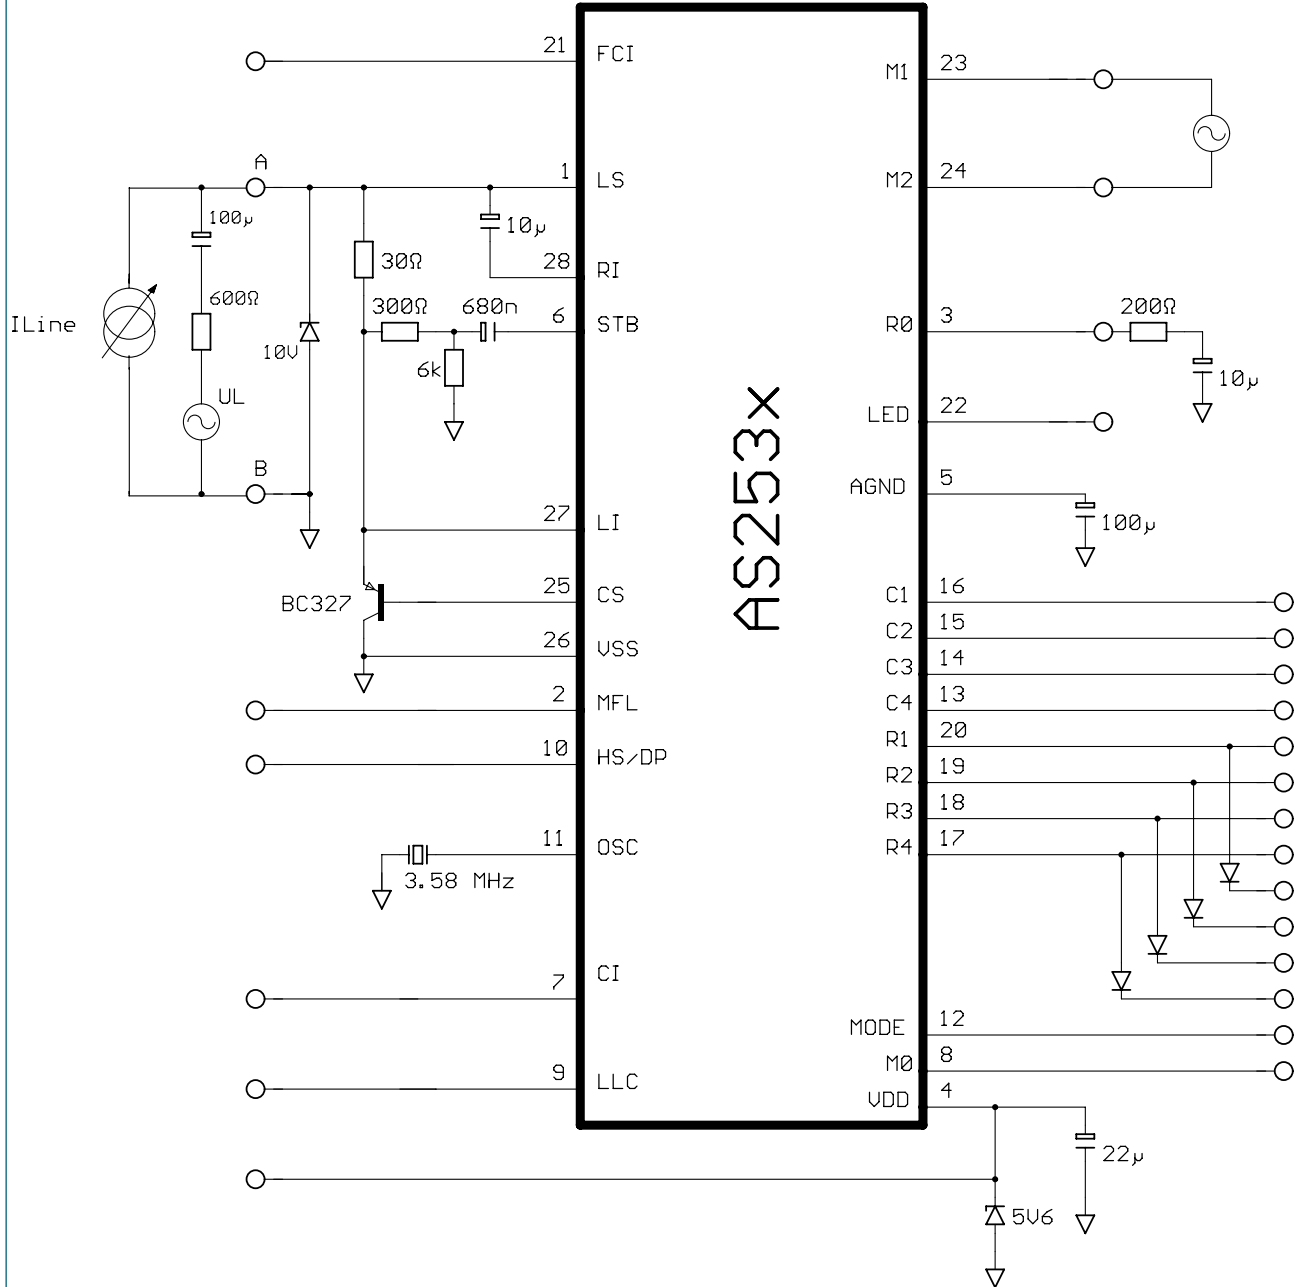 21 FCI
M1 23
A
1 LS
M2 24
100µ
10µ
28 RI
30Ω
600Ω
ILine
300Ω
680n
6 STB
R0 3
200Ω
10V
6k
10µ
UL
LED 22
AS253x
B
AGND 5
100µ
27 LI
25 CS
BC327
C1 16
26 VSS
C2 15
C3 14
2 MFL
C4 13
10 HS/DP
R1 20
R2 19
R3 18
11 OSC
R4 17
3.58 MHz
7 CI
MODE 12
M0 8
9 LLC
VDD 4
22µ
5V6